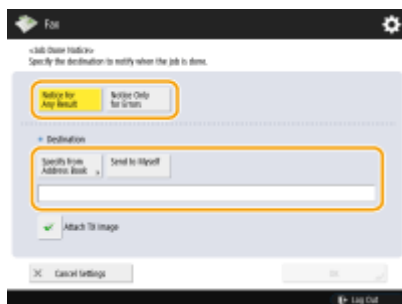 Fax
<Job Done Notice>
Specify the destination to notify when the job is done.
Notice for
Any Result
Notice Only
for Errors
Destination
Specify from
Address Book
Send to Myself
Attach TX Image
Cancel Settings
OK
Log Out